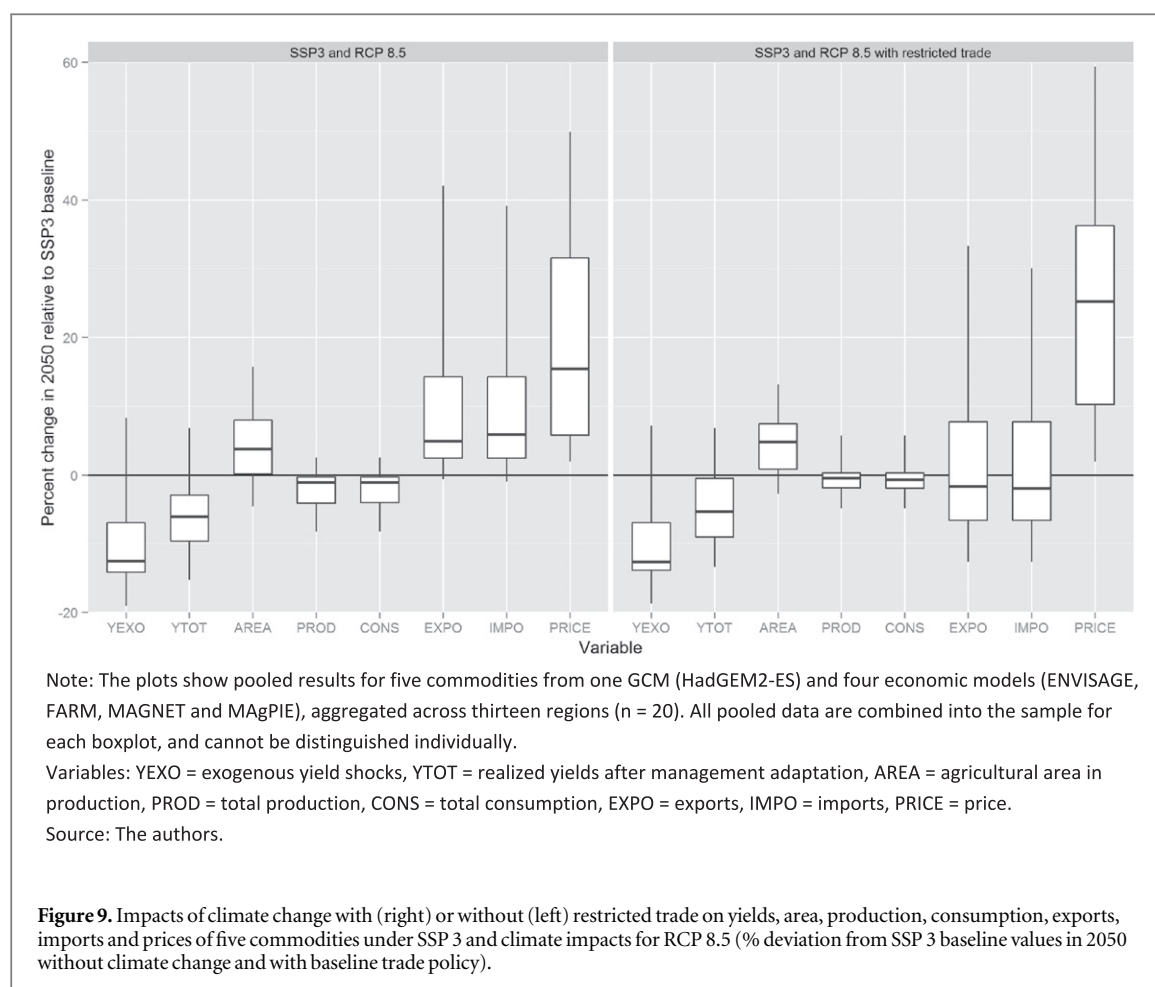 SSP3 and RCP 8.5
SSP3 and RCP 8.5 with restricted trade
Percent change in 2050 relative to SSP3 baseline
60
40
20
0
-20
YEXO YTOT AREA PROD CONS EXPO IMPO PRICE
YEXO YTOT AREA PROD CONS EXPO IMPO PRICE
Variable
Note: The plots show pooled results for five commodities from one GCM (HadGEM2-ES) and four economic models (ENVISAGE,
FARM, MAGNET and MAgPIE), aggregated across thirteen regions (n = 20). All pooled data are combined into the sample for
each boxplot, and cannot be distinguished individually.
Variables: YEXO = exogenous yield shocks, YTOT = realized yields after management adaptation, AREA = agricultural area in
production, PROD = total production, CONS = total consumption, EXPO = exports, IMPO = imports, PRICE = price.
Source: The authors.
Figure 9. Impacts of climate change with (right) or without (left) restricted trade on yields, area, production, consumption, exports,
imports and prices of five commodities under SSP 3 and climate impacts for RCP 8.5 (% deviation from SSP 3 baseline values in 2050
without climate change and with baseline trade policy).